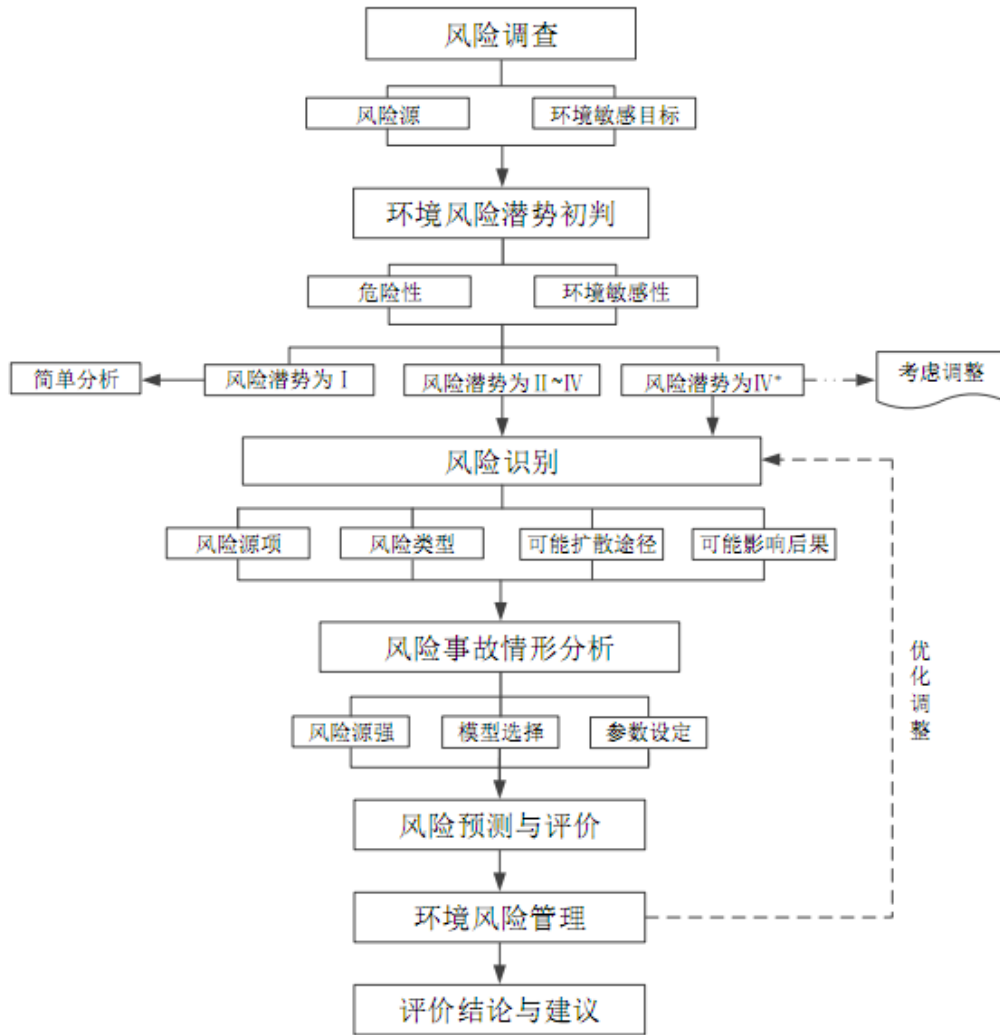 风险调查
风险源
环境敏感目标
环境风险潜势初判
危险性
环境敏感性
简单分析
风险潜势为Ⅰ
风险潜势为Ⅱ~Ⅳ
风险潜势为Ⅳ+
考虑调整
风险识别
风险源项
风险类型
可能扩散途径
可能影响后果
风险事故情形分析
优化调整
风险源强
模型选择
参数设定
风险预测与评价
环境风险管理
评价结论与建议